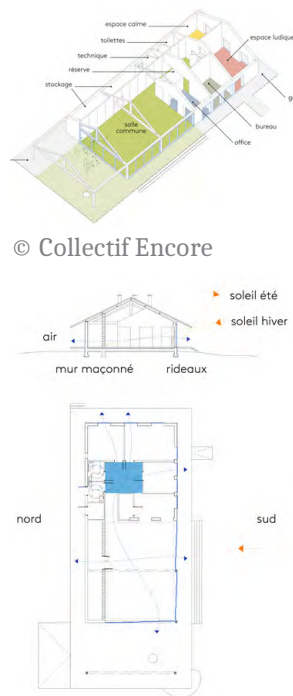 espace calme
toilettes
espace ludique
technique
réserve
stockage
salle
commune
bureau
office
© Collectif Encore
soleil été
soleil hiver
air
mur maçonné rideaux
nord sud